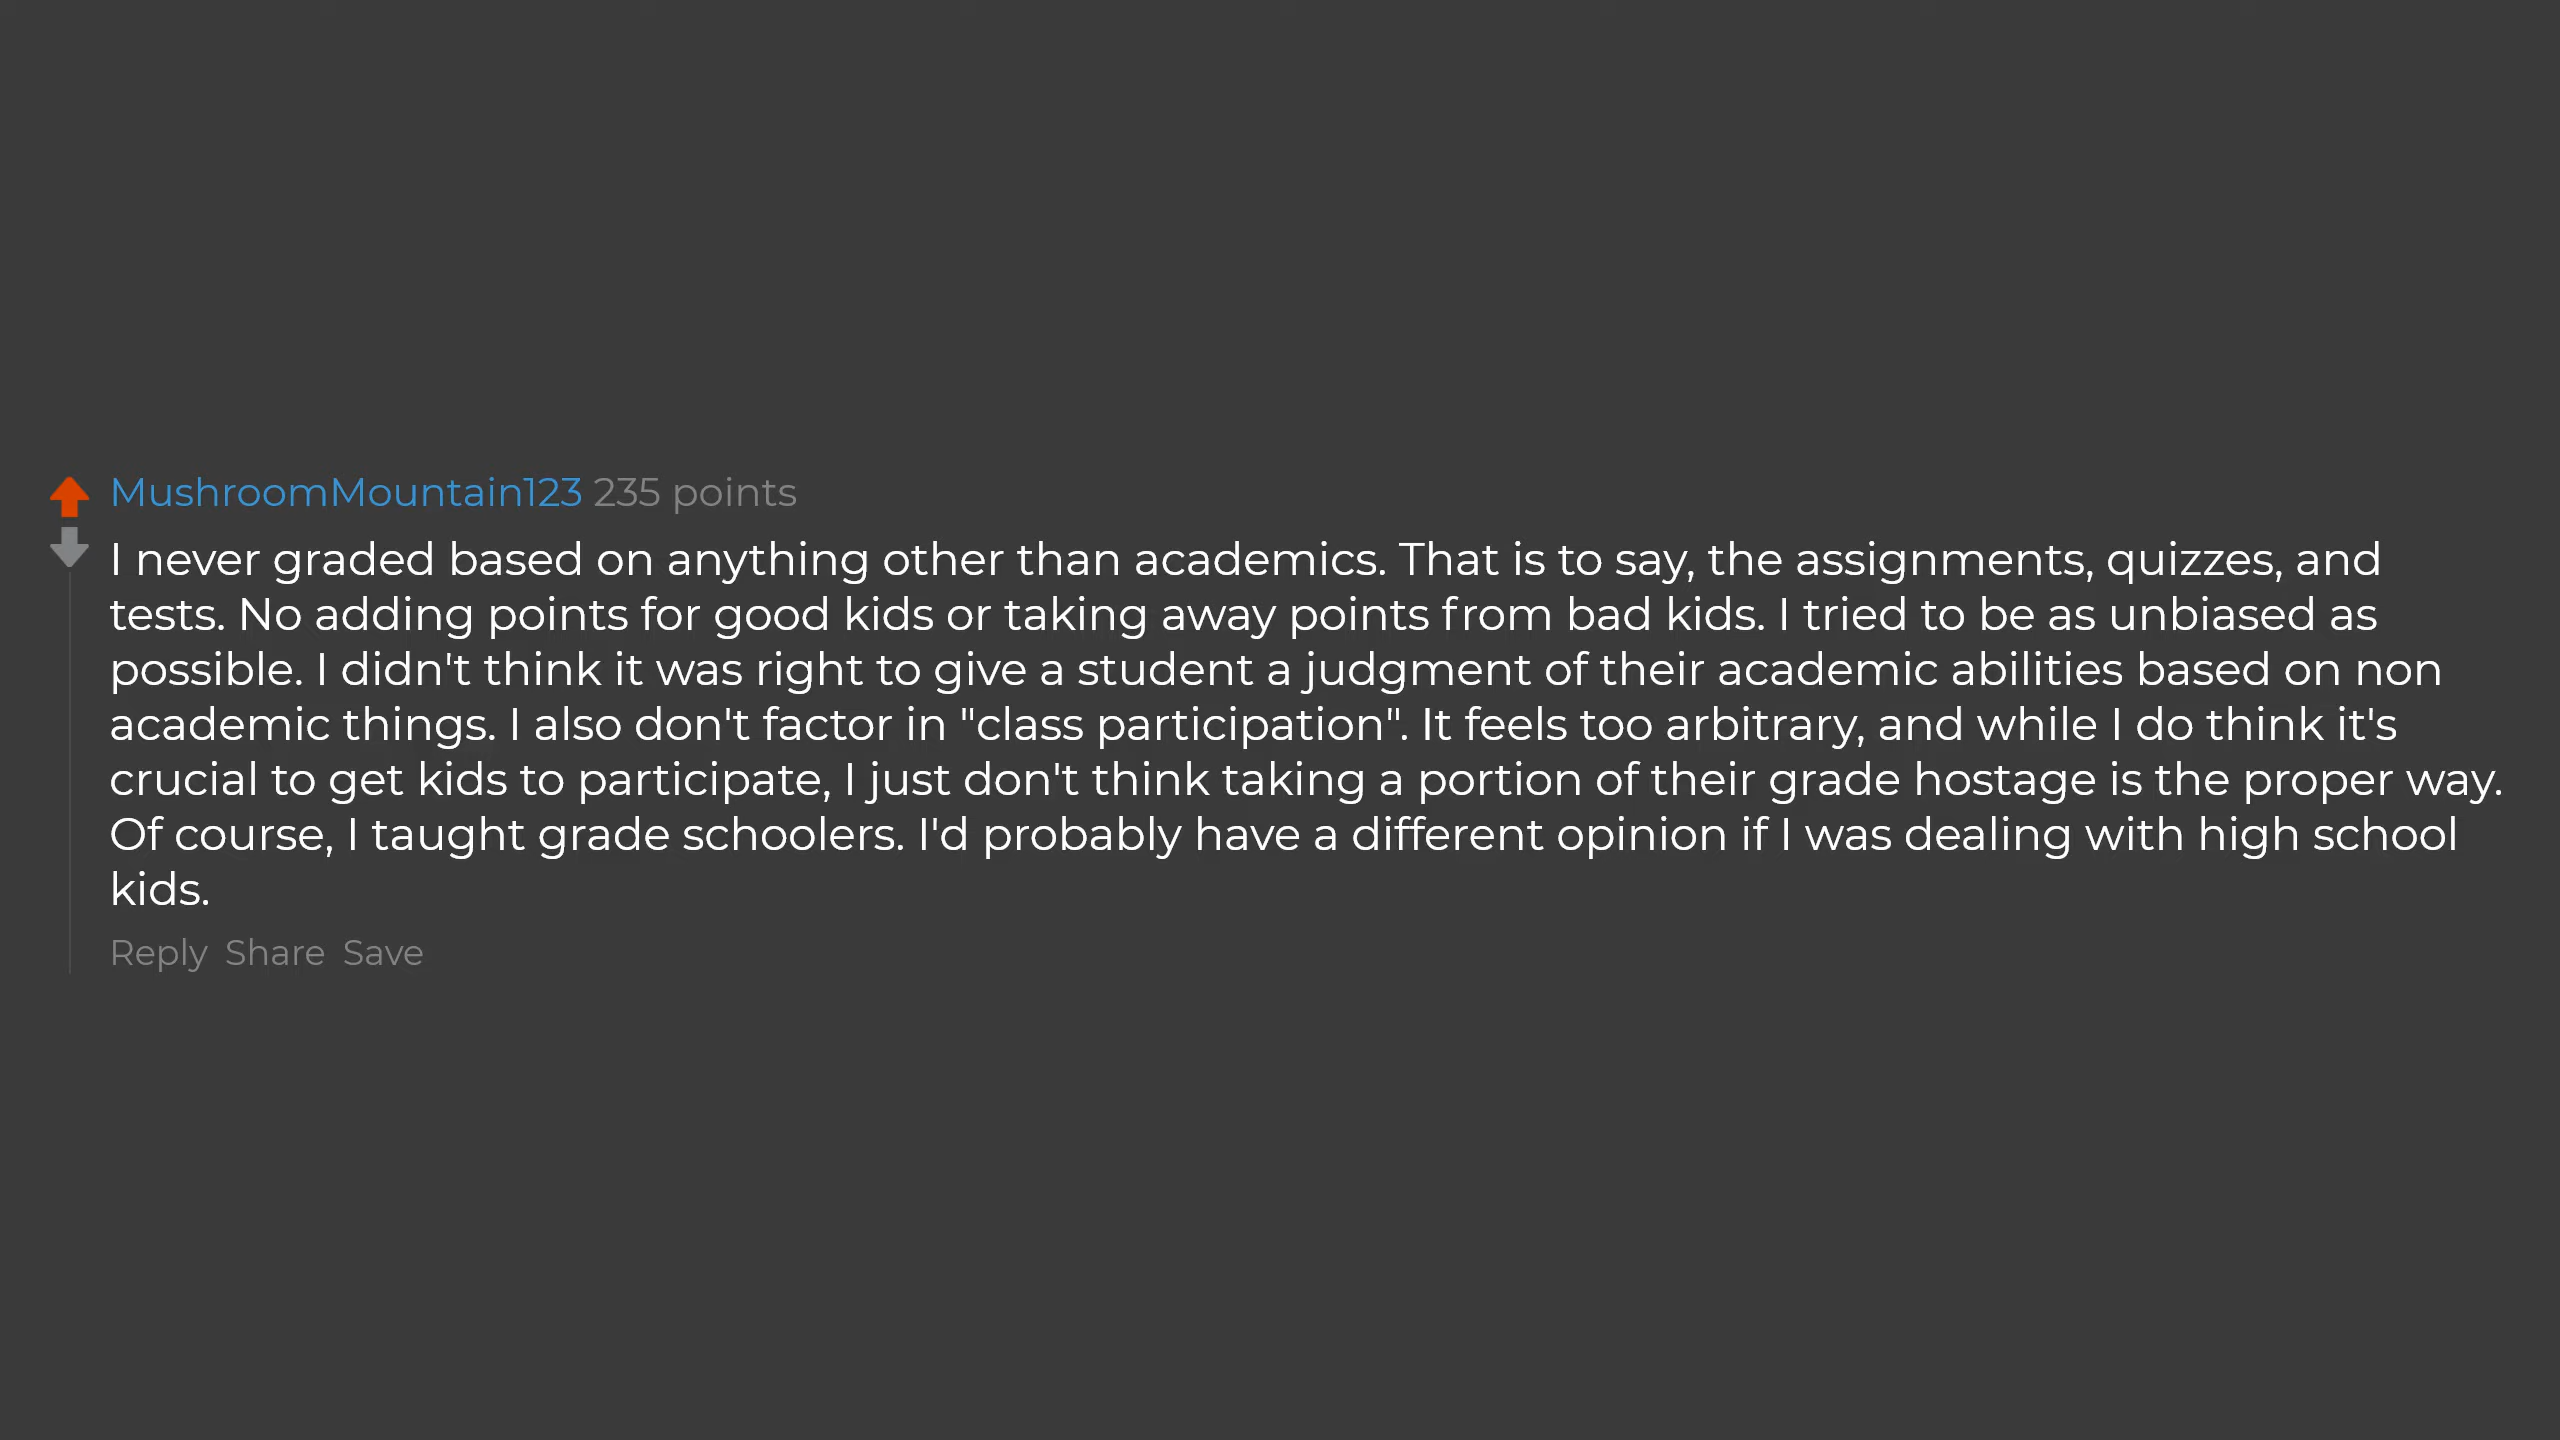 MushroomMountain123 235 points
I never graded based on anything other than academics. That is to say, the assignments, quizzes, and
tests. No adding points for good kids or taking away points from bad kids. I tried to be as unbiased as
possible. I didn't think it was right to give a student a judgment of their academic abilities based on non
academic things. I also don't factor in "class participation". It feels too arbitrary, and while I do think it's
crucial to get kids to participate, I just don't think taking a portion of their grade hostage is the proper way.
Of course, I taught grade schoolers. I'd probably have a different opinion if I was dealing with high school
kids.
Reply Share Save